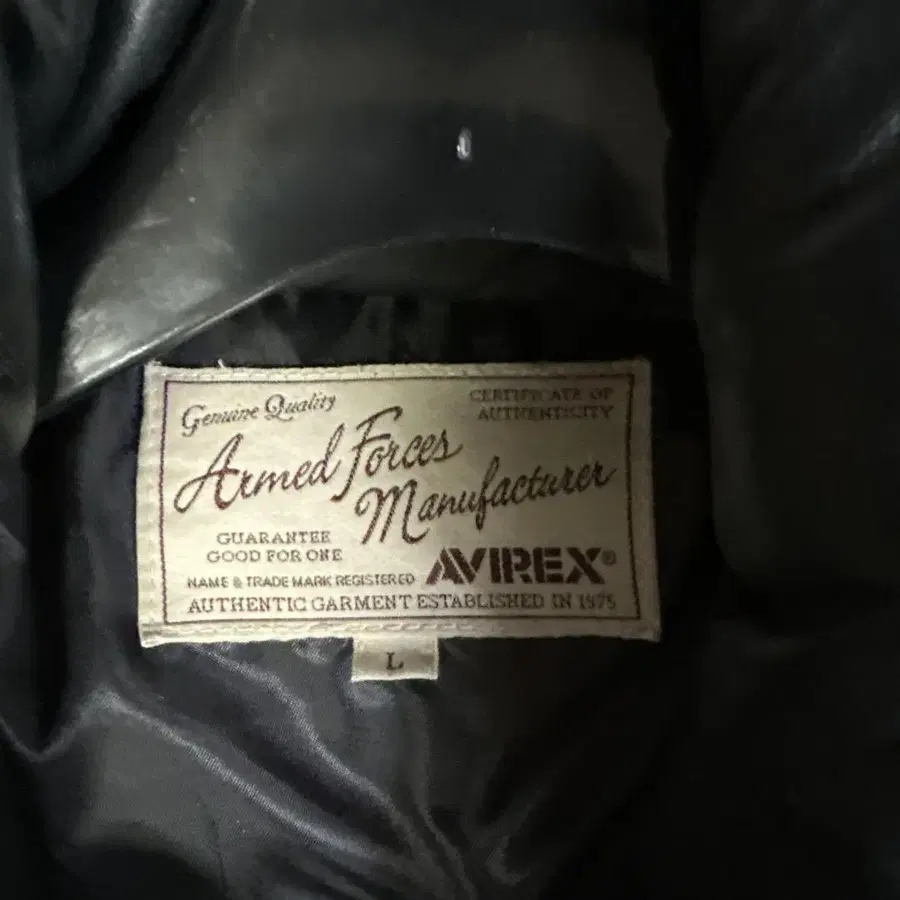 Genuine Quality
CERTIFICATE OF
AUTHENTICITY
Armed Forces
Manufacturer
GUARANTEE
GOOD FOR ONE
NAME & TRADE MARK REGISTERED
AVIREX®
AUTHENTIC GARMENT ESTABLISHED IN 1975
L